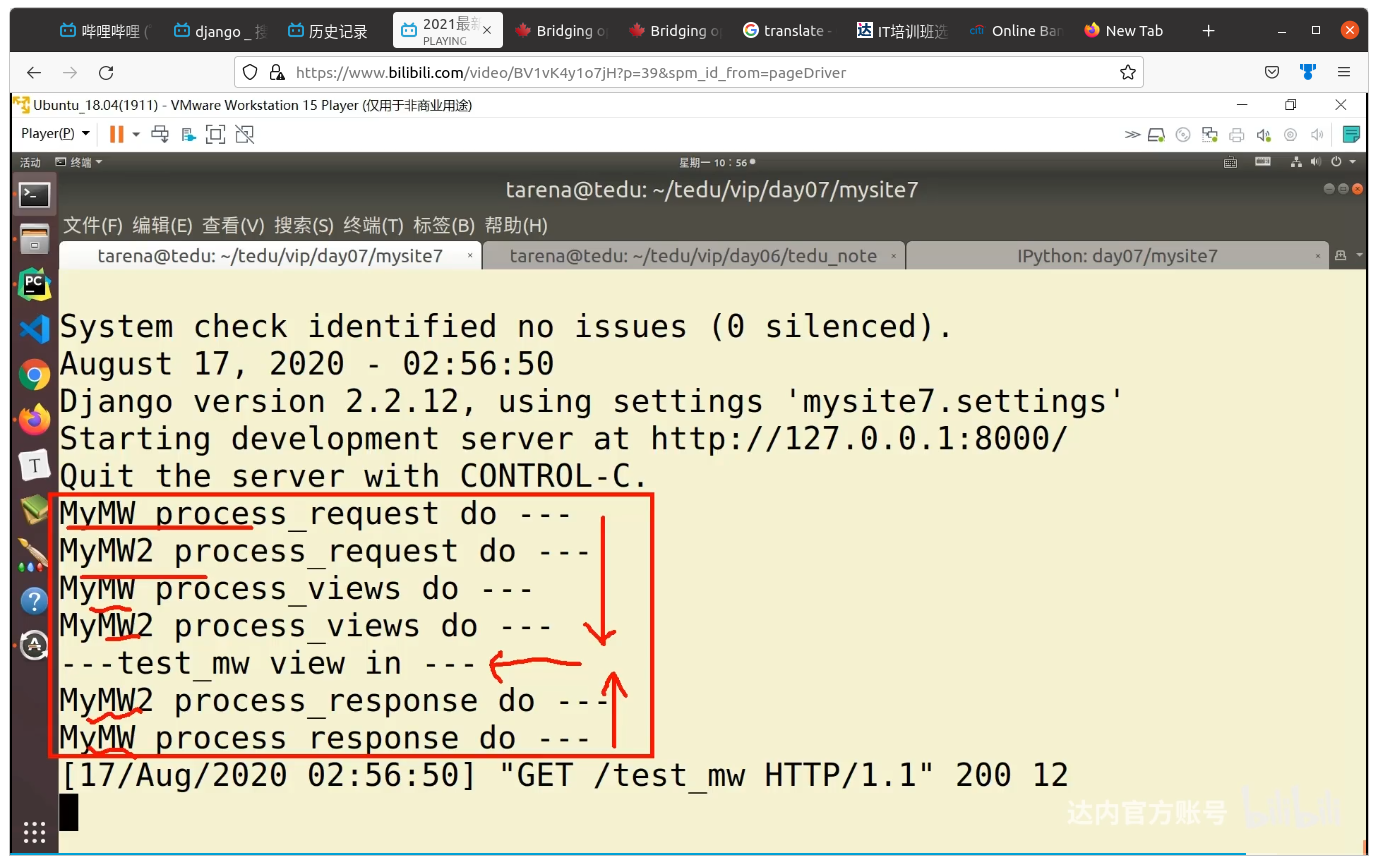 哔哩哔哩 (
django _ 搜
历史记录
2021最新
PLAYING
Bridging o
Bridging o
translate -
IT培训班选
Online Ban
New Tab
https://www.bilibili.com/video/BV1vK4y1o7jH?p=39&spm_id_from=pageDriver
Ubuntu_18.04(1911) - VMware Workstation 15 Player (仅用于非商业用途)
Player(P)
活动 终端 星期一 10：56
tarena@tedu: ~/tedu/vip/day07/mysite7
文件(F) 编辑(E) 查看(V) 搜索(S) 终端(T) 标签(B) 帮助(H)
tarena@tedu: ~/tedu/vip/day07/mysite7
tarena@tedu: ~/tedu/vip/day06/tedu_note
IPython: day07/mysite7
System check identified no issues (0 silenced).
August 17, 2020 - 02:56:50
Django version 2.2.12, using settings 'mysite7.settings'
Starting development server at http://127.0.0.1:8000/
Quit the server with CONTROL-C.
MyMW process_request do ---
MyMW2 process_request do ---
MyMW process_views do ---
MyMW2 process_views do ---
---test_mw view in ---
MyMW2 process_response do ---
MyMW process_response do ---
[17/Aug/2020 02:56:50] "GET /test_mw HTTP/1.1" 200 12
达内官方账号 bilibili